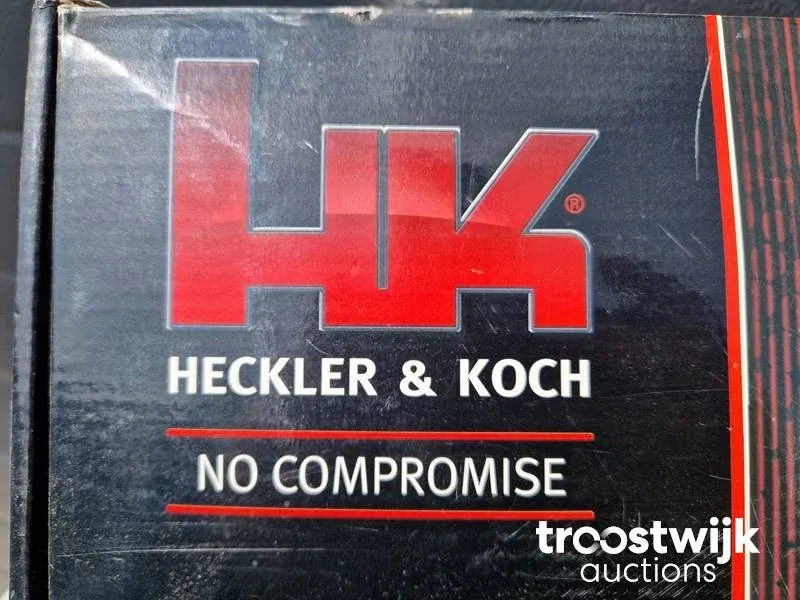 HK®
HECKLER & KOCH
NO COMPROMISE
troostwijk
auctions